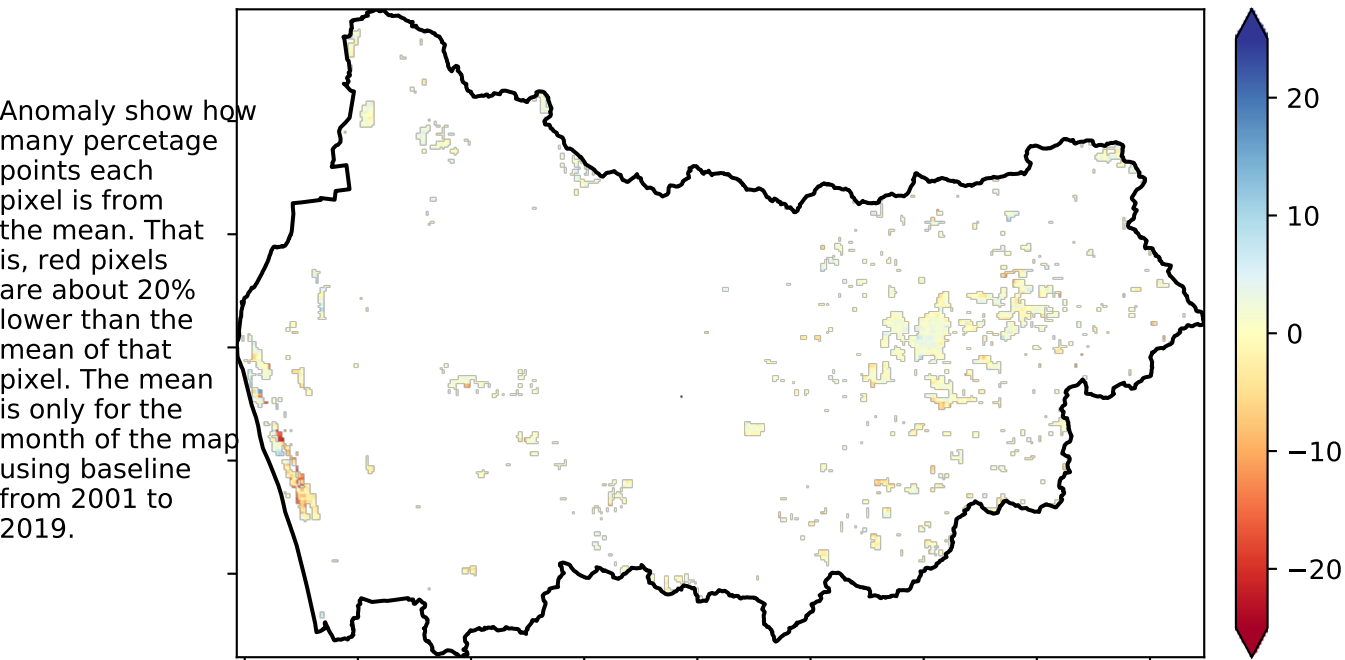 Anomaly show how
many percetage
points each
pixel is from
the mean. That
is, red pixels
are about 20%
lower than the
mean of that
pixel. The mean
is only for the
month of the map
using baseline
from 2001 to
2019.
20
10
0
−10
−20